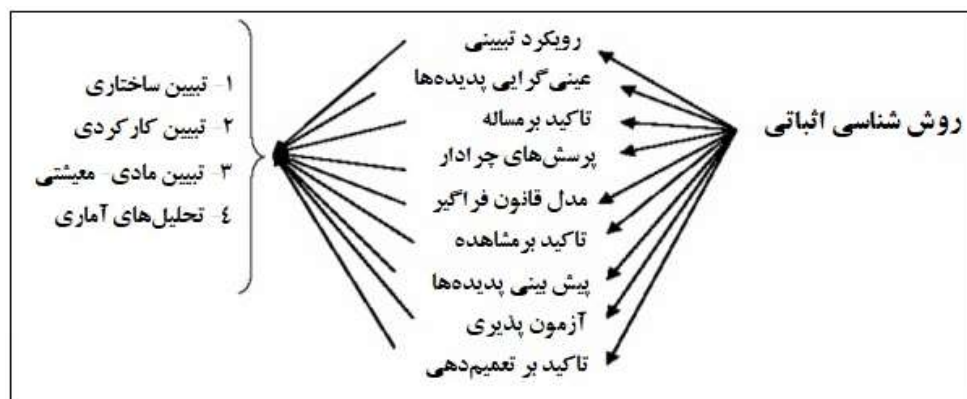 روش شناسی اثباتی
رویکرد تبیینی
عینی‌گرایی پدیده‌ها
تاکید برمساله
پرسش‌های چرادار
مدل قانون فراگیر
تاکید برمشاهده
پیش بینی پدیده‌ها
آزمون پذیری
تاکید بر تعمیم‌دهی
۱- تبیین ساختاری
۲- تبیین کارکردی
۳- تبیین مادی- معیشتی
٤- تحلیل‌های آماری